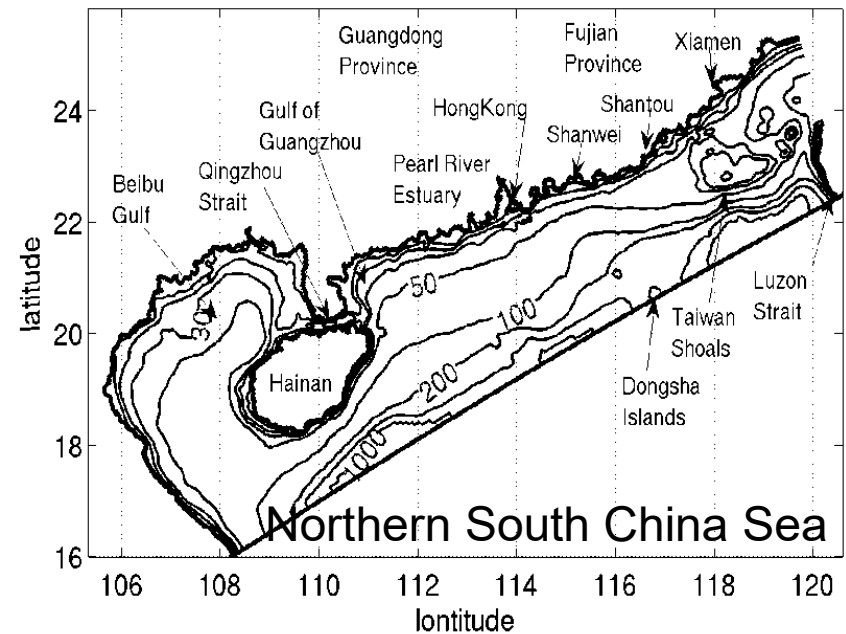 Guangdong
Province
Fujian
Province
Xiamen
24
Gulf of
Guangzhou
HongKong
Shantou
Shanwei
Qingzhou
Strait
Pearl River
Estuary
Beibu
Gulf
22
latitude
50
Luzon
Strait
30
100
Taiwan
Shoals
20
Hainan
200
Dongsha
Islands
18
1000
Northern South China Sea
16
106
108
110
112
114
116
118
120
lontitude